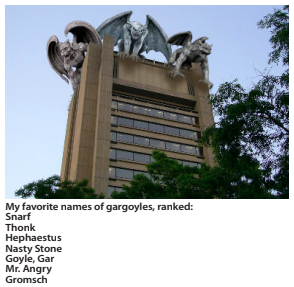 My favorite names of gargoyles, ranked:
Snarf
Thonk
Hephaestus
Nasty Stone
Goyle, Gar
Mr. Angry
Gromsch